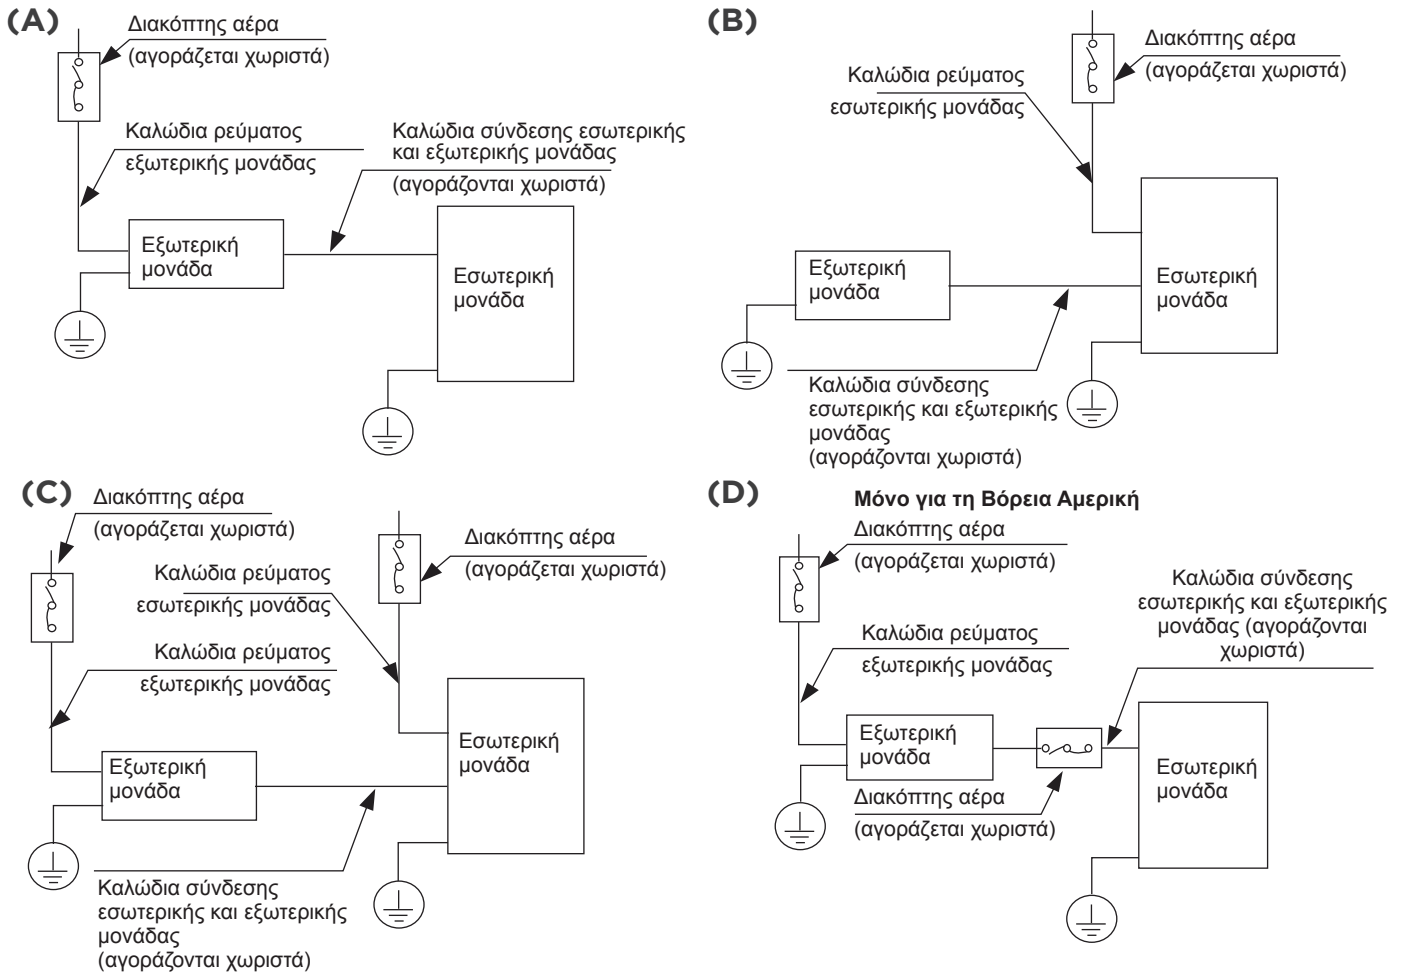 (A)
Διακόπτης αέρα
(αγοράζεται χωριστά)
Καλώδια ρεύματος
εξωτερικής μονάδας
Καλώδια σύνδεσης εσωτερικής
και εξωτερικής μονάδας
(αγοράζονται χωριστά)
Εξωτερική
μονάδα
Εσωτερική
μονάδα
(B)
Διακόπτης αέρα
(αγοράζεται χωριστά)
Καλώδια ρεύματος
εσωτερικής μονάδας
Εξωτερική
μονάδα
Εσωτερική
μονάδα
Καλώδια σύνδεσης
εσωτερικής και εξωτερικής
μονάδας
(αγοράζονται χωριστά)
(C)
Διακόπτης αέρα
(αγοράζεται χωριστά)
Διακόπτης αέρα
(αγοράζεται χωριστά)
Καλώδια ρεύματος
εσωτερικής μονάδας
Καλώδια ρεύματος
εξωτερικής μονάδας
Εξωτερική
μονάδα
Εσωτερική
μονάδα
Καλώδια σύνδεσης
εσωτερικής και εξωτερικής
μονάδας
(αγοράζονται χωριστά)
(D)
Μόνο για τη Βόρεια Αμερική
Διακόπτης αέρα
(αγοράζεται χωριστά)
Καλώδια σύνδεσης
εσωτερικής και εξωτερικής
μονάδας (αγοράζονται
χωριστά)
Καλώδια ρεύματος
εξωτερικής μονάδας
Εξωτερική
μονάδα
Εσωτερική
μονάδα
Διακόπτης αέρα
(αγοράζεται χωριστά)